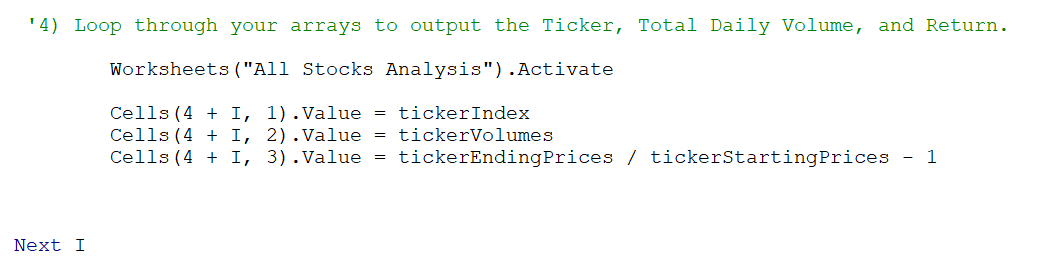 '4) Loop through your arrays to output the Ticker, Total Daily Volume, and Return.
Worksheets("All Stocks Analysis").Activate
Cells(4 + I, 1).Value = tickerIndex
Cells(4 + I, 2).Value = tickerVolumes
Cells(4 + I, 3).Value = tickerEndingPrices / tickerStartingPrices - 1
Next I